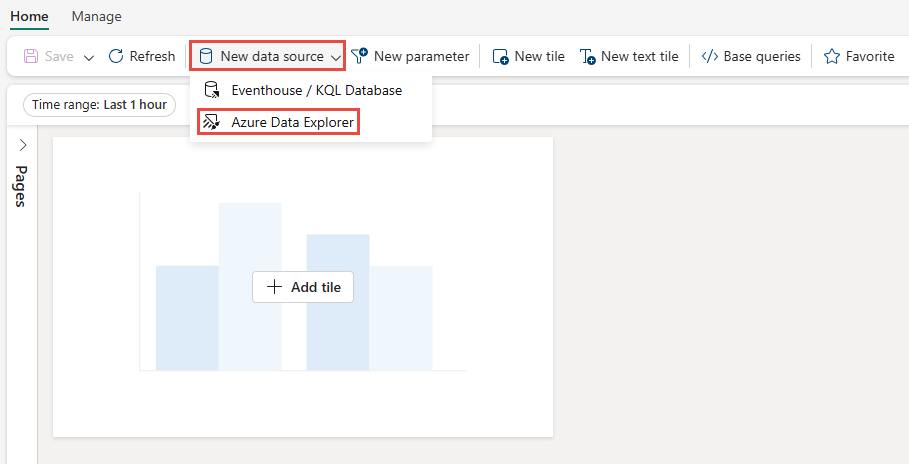 Home Manage
Save Refresh New data source New parameter New tile New text tile Base queries Favorite
Eventhouse / KQL Database
Time range: Last 1 hour
Azure Data Explorer
Pages
Add tile